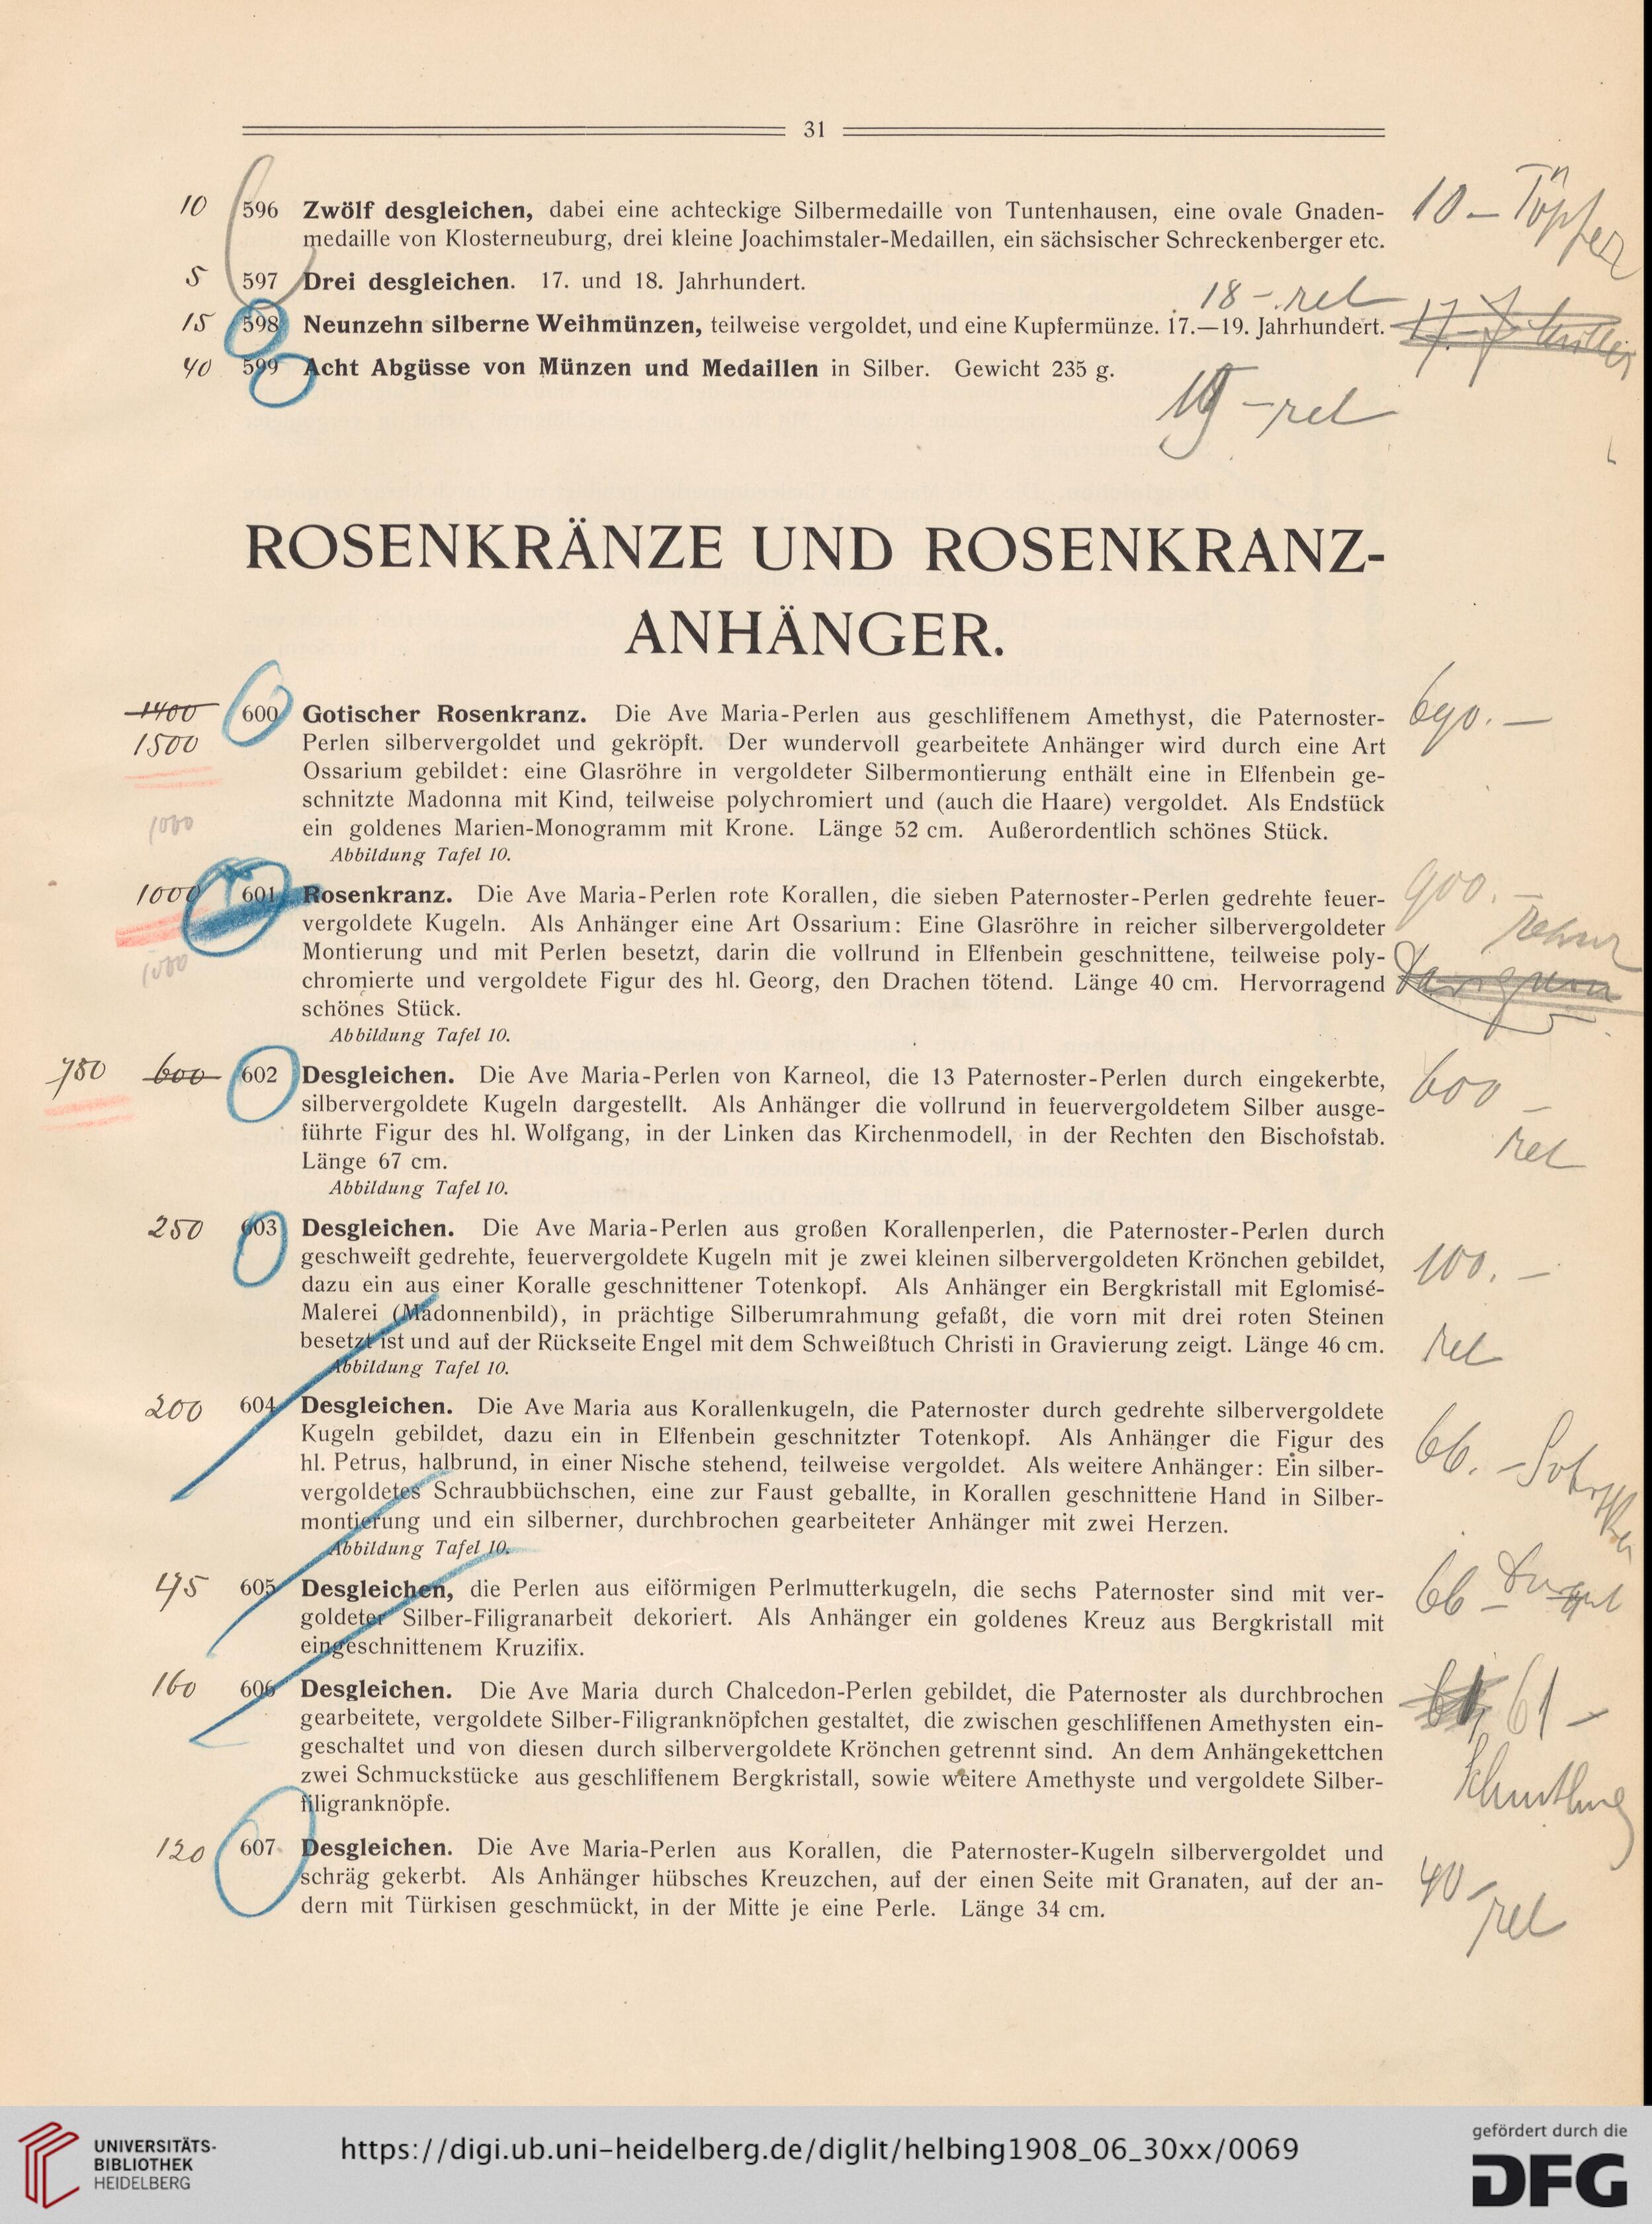 31
10 596 Zwölf desgleichen, dabei eine achteckige Silbermedaille von Tuntenhausen, eine ovale Gnaden- 10 – Töpfer
medaille von Klosterneuburg, drei kleine Joachimstaler-Medaillen, ein sächsischer Schreckenberger etc.
5 597 Drei desgleichen. 17. und 18. Jahrhundert.
18 – ret
15 598 Neunzehn silberne Weihmünzen, teilweise vergoldet, und eine Kupfermünze. 17.—19. Jahrhundert.
40 599 Acht Abgüsse von Münzen und Medaillen in Silber. Gewicht 235 g.
– ret
ROSENKRÄNZE UND ROSENKRANZ-
ANHÄNGER.
1400 600 Gotischer Rosenkranz. Die Ave Maria-Perlen aus geschliffenem Amethyst, die Paternoster- 690. –
1500 Perlen silbervergoldet und gekröpft. Der wundervoll gearbeitete Anhänger wird durch eine Art
Ossarium gebildet: eine Glasröhre in vergoldeter Silbermontierung enthält eine in Elfenbein ge-
schnitzte Madonna mit Kind, teilweise polychromiert und (auch die Haare) vergoldet. Als Endstück
1000 ein goldenes Marien-Monogramm mit Krone. Länge 52 cm. Außerordentlich schönes Stück.
Abbildung Tafel 10.
1000 601 Rosenkranz. Die Ave Maria-Perlen rote Korallen, die sieben Paternoster-Perlen gedrehte feuer- 900. –
vergoldete Kugeln. Als Anhänger eine Art Ossarium: Eine Glasröhre in reicher silbervergoldeter
1000 Montierung und mit Perlen besetzt, darin die vollrund in Elfenbein geschnittene, teilweise poly-
chromierte und vergoldete Figur des hl. Georg, den Drachen tötend. Länge 40 cm. Hervorragend
schönes Stück.
Abbildung Tafel 10.
750 600 602 Desgleichen. Die Ave Maria-Perlen von Karneol, die 13 Paternoster-Perlen durch eingekerbte, 600 –
silbervergoldete Kugeln dargestellt. Als Anhänger die vollrund in feuervergoldetem Silber ausge-
führte Figur des hl. Wolfgang, in der Linken das Kirchenmodell, in der Rechten den Bischofstab. ret
Länge 67 cm.
Abbildung Tafel 10.
250 603 Desgleichen. Die Ave Maria-Perlen aus großen Korallenperlen, die Paternoster-Perlen durch
geschweift gedrehte, feuervergoldete Kugeln mit je zwei kleinen silbervergoldeten Krönchen gebildet, 100. –
dazu ein aus einer Koralle geschnittener Totenkopf. Als Anhänger ein Bergkristall mit Eglomisé-
Malerei (Madonnenbild), in prächtige Silberumrahmung gefaßt, die vorn mit drei roten Steinen
besetzt ist und auf der Rückseite Engel mit dem Schweißtuch Christi in Gravierung zeigt. Länge 46 cm. ret
Abbildung Tafel 10.
200 604 Desgleichen. Die Ave Maria aus Korallenkugeln, die Paternoster durch gedrehte silbervergoldete
Kugeln gebildet, dazu ein in Elfenbein geschnitzter Totenkopf. Als Anhänger die Figur des 66. –
hl. Petrus, halbrund, in einer Nische stehend, teilweise vergoldet. Als weitere Anhänger: Ein silber-
vergoldetes Schraubbüchschen, eine zur Faust geballte, in Korallen geschnittene Hand in Silber-
montierung und ein silberner, durchbrochen gearbeiteter Anhänger mit zwei Herzen.
Abbildung Tafel 10.
175 605 Desgleichen, die Perlen aus eiförmigen Perlmutterkugeln, die sechs Paternoster sind mit ver- 66 –
goldeter Silber-Filigranarbeit dekoriert. Als Anhänger ein goldenes Kreuz aus Bergkristall mit
eingeschnittenem Kruzifix.
160 606 Desgleichen. Die Ave Maria durch Chalcedon-Perlen gebildet, die Paternoster als durchbrochen 61 –
gearbeitete, vergoldete Silber-Filigranknöpfchen gestaltet, die zwischen geschliffenen Amethysten ein-
geschaltet und von diesen durch silbervergoldete Krönchen getrennt sind. An dem Anhängekettchen
zwei Schmuckstücke aus geschliffenem Bergkristall, sowie weitere Amethyste und vergoldete Silber-
filigranknöpfe.
120 607 Desgleichen. Die Ave Maria-Perlen aus Korallen, die Paternoster-Kugeln silbervergoldet und
schräg gekerbt. Als Anhänger hübsches Kreuzchen, auf der einen Seite mit Granaten, auf der an- 40 –
dern mit Türkisen geschmückt, in der Mitte je eine Perle. Länge 34 cm. ret
UNIVERSITÄTS-
BIBLIOTHEK
HEIDELBERG
https://digi.ub.uni-heidelberg.de/diglit/helbing1908_06_30xx/0069
gefördert durch die
DFG